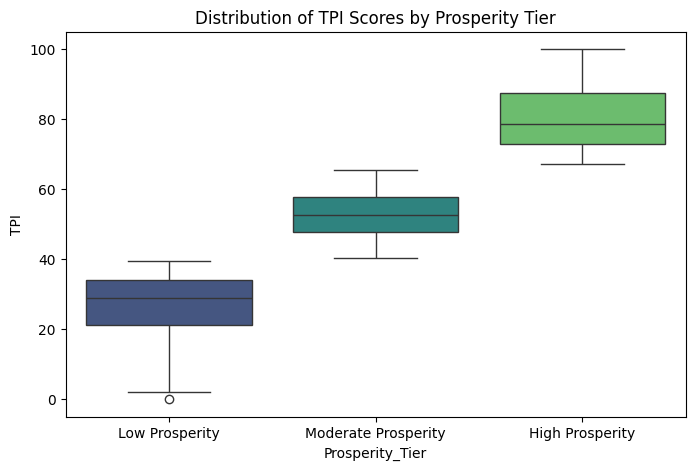 Distribution of TPI Scores by Prosperity Tier
100
80
60
40
20
0
TPI
Low Prosperity
Moderate Prosperity
High Prosperity
Prosperity_Tier